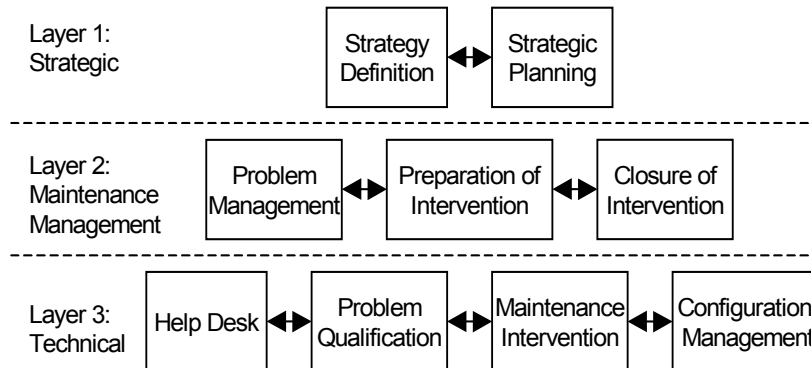 Layer 1:
Strategic
Strategy
Definition
Strategic
Planning
Layer 2:
Maintenance
Management
Problem
Management
Preparation of
Intervention
Closure of
Intervention
Layer 3:
Technical
Help Desk
Problem
Qualification
Maintenance
Intervention
Configuration
Management